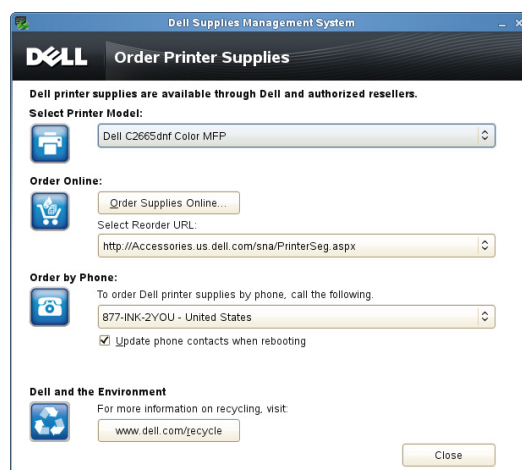 Dell Supplies Management System
DELL Order Printer Supplies
Dell printer supplies are available through Dell and authorized resellers.
Select Printer Model:
Dell C2665dnf Color MFP
Order Online:
Order Supplies Online...
Select Reorder URL:
http://Accessories.us.dell.com/sna/PrinterSeg.aspx
Order by Phone:
To order Dell printer supplies by phone, call the following.
877-INK-2YOU - United States
Update phone contacts when rebooting
Dell and the Environment
For more information on recycling, visit:
www.dell.com/recycle
Close